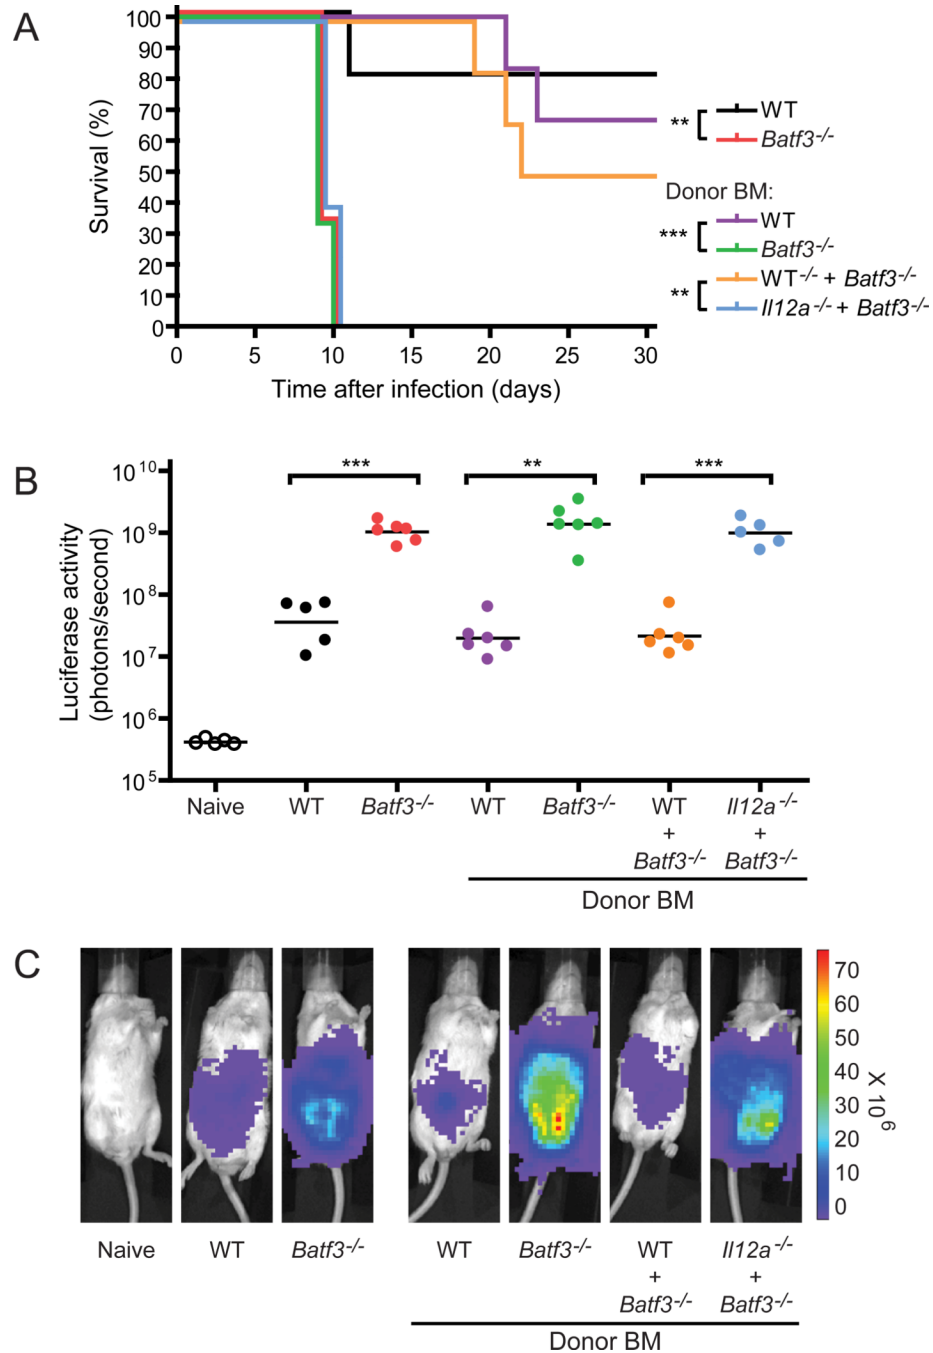 A
Survival (%)
100
90
80
70
60
50
40
30
20
10
0
0 5 10 15 20 25 30
Time after infection (days)
** WT
Batf3-/-
Donor BM:
*** WT
Batf3-/-
** WT-/- + Batf3-/-
Il12a-/- + Batf3-/-
B
Luciferase activity
(photons/second)
10^10
10^9
10^8
10^7
10^6
10^5
*** ** ***
Naive WT Batf3-/- WT Batf3-/- WT Il12a-/-
+ +
Batf3-/- Batf3-/-
Donor BM
C
70
60
50
40
30
20
10
0
X 10^6
Naive WT Batf3-/- WT Batf3-/- WT Il12a-/-
+ +
Batf3-/- Batf3-/-
Donor BM